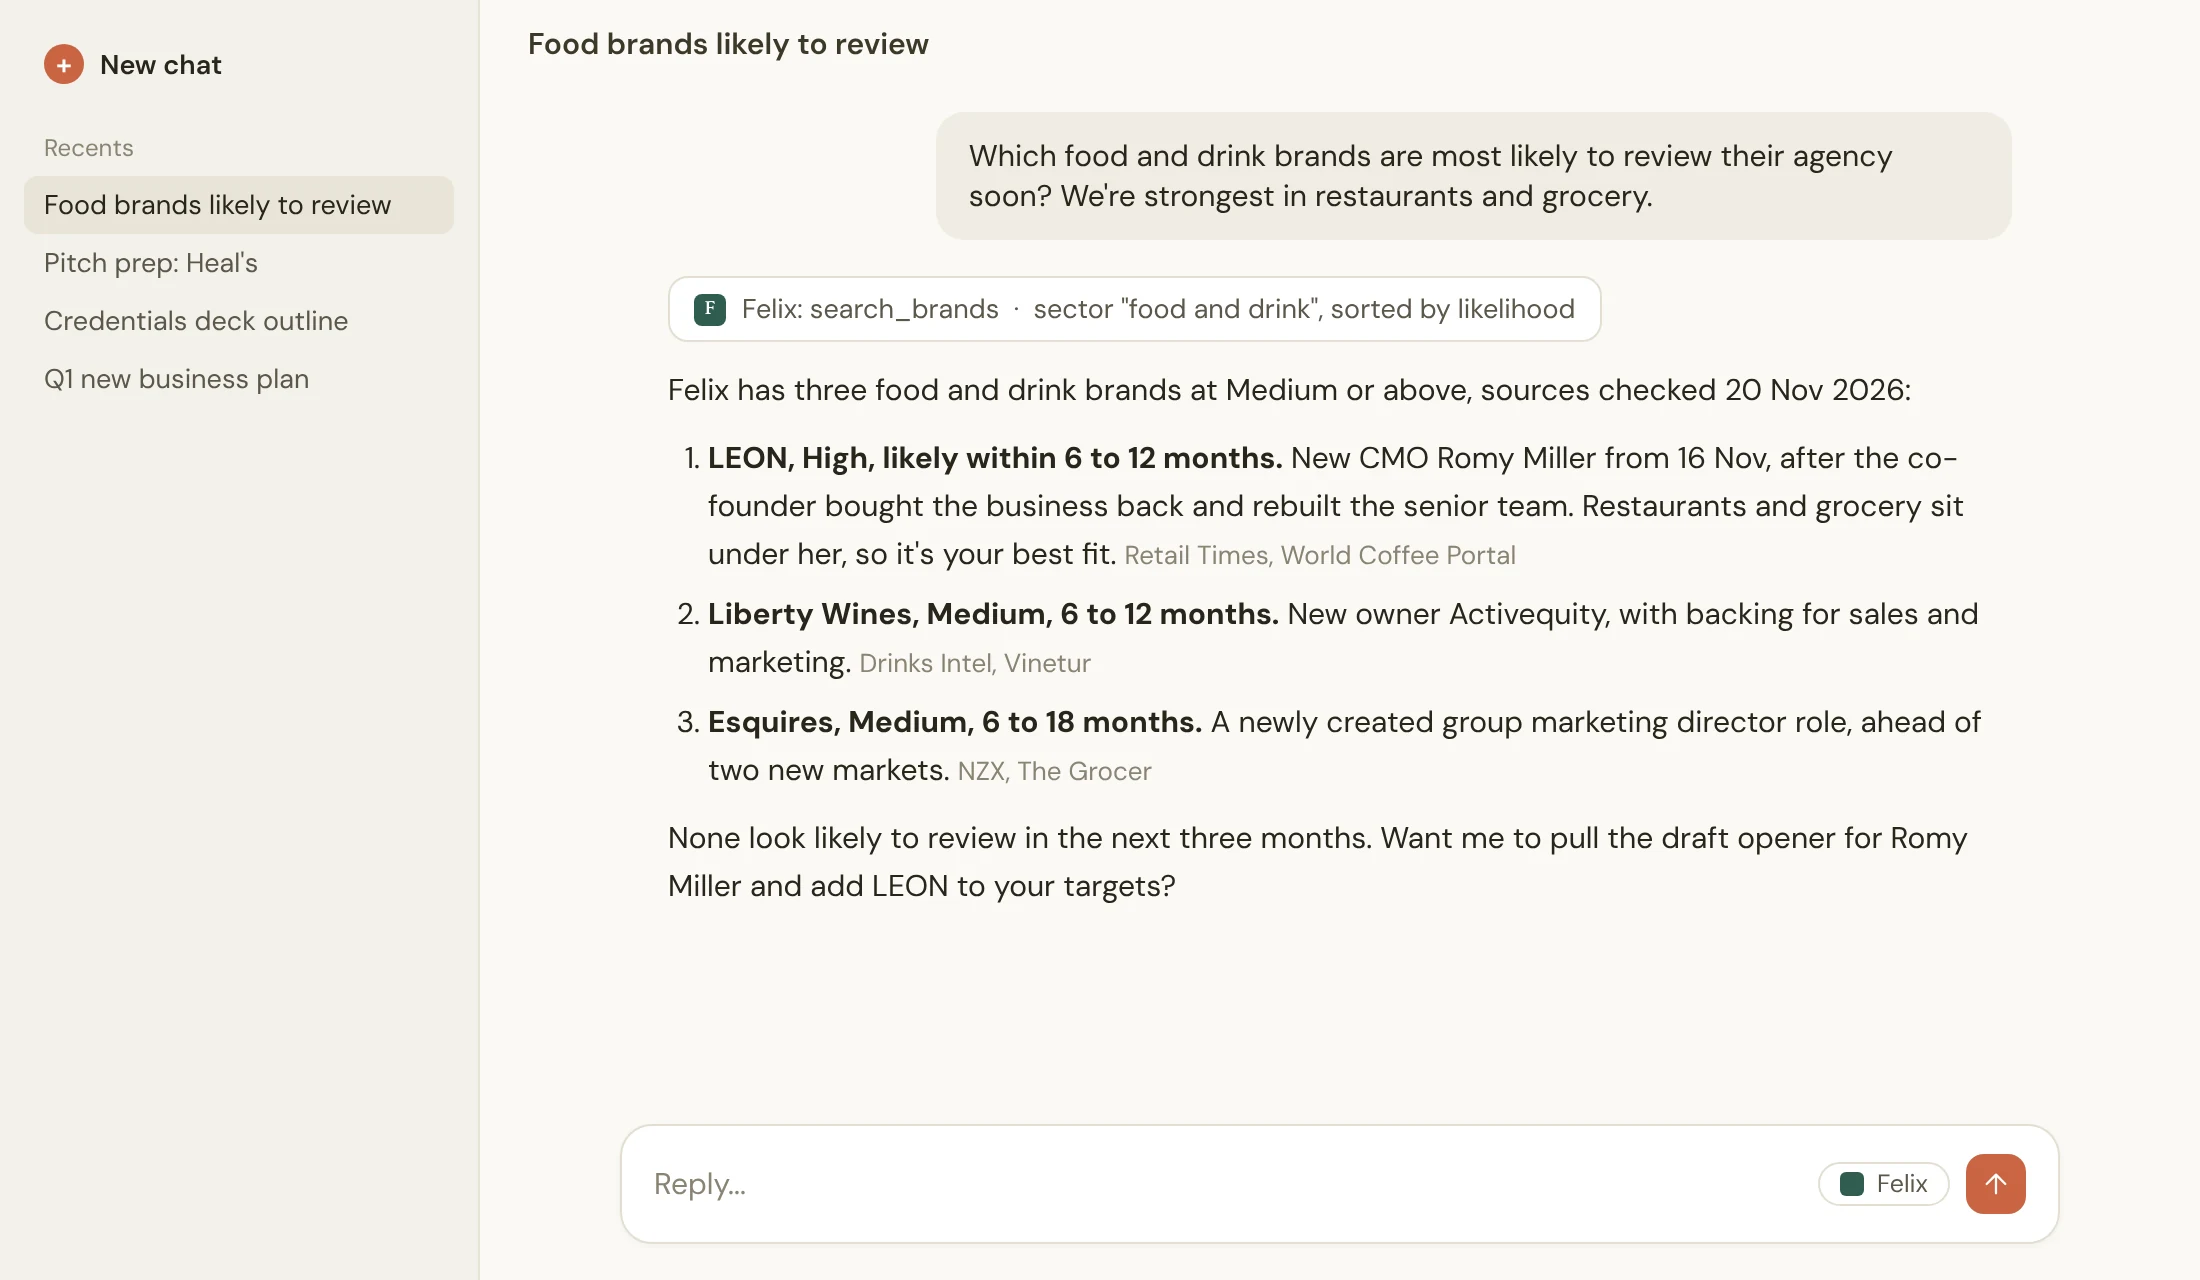 + New chat
Recents
Food brands likely to review
Pitch prep: Heal's
Credentials deck outline
Q1 new business plan
Food brands likely to review
Which food and drink brands are most likely to review their agency
soon? We're strongest in restaurants and grocery.
F Felix: search_brands · sector "food and drink", sorted by likelihood
Felix has three food and drink brands at Medium or above, sources checked 20 Nov 2026:
1. LEON, High, likely within 6 to 12 months. New CMO Romy Miller from 16 Nov, after the co-
founder bought the business back and rebuilt the senior team. Restaurants and grocery sit
under her, so it's your best fit. Retail Times, World Coffee Portal
2. Liberty Wines, Medium, 6 to 12 months. New owner Activequity, with backing for sales and
marketing. Drinks Intel, Vinetur
3. Esquires, Medium, 6 to 18 months. A newly created group marketing director role, ahead of
two new markets. NZX, The Grocer
None look likely to review in the next three months. Want me to pull the draft opener for Romy
Miller and add LEON to your targets?
Reply...
Felix